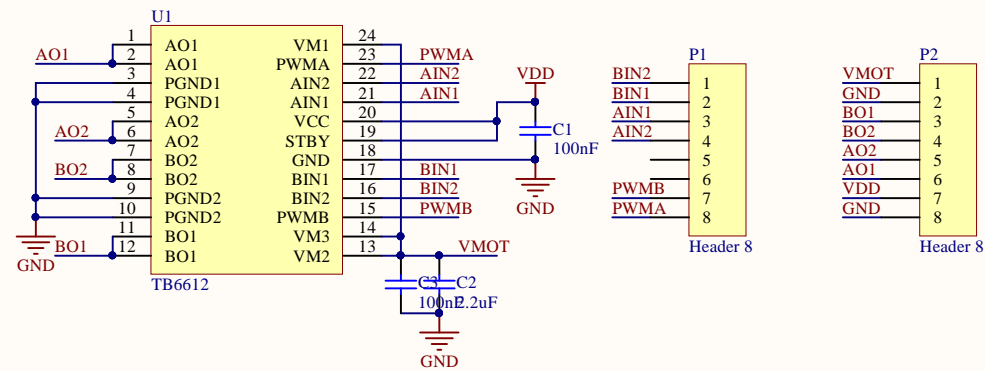 U1
1 AO1 VM1 24
AO1 2 AO1 PWMA 23 PWMA
3 PGND1 AIN2 22 AIN2
4 PGND1 AIN1 21 AIN1
5 AO2 VCC 20
AO2 6 AO2 STBY 19
7 BO2 GND 18
BO2 8 BO2 BIN1 17 BIN1
9 PGND2 BIN2 16 BIN2
10 PGND2 PWMB 15 PWMB
11 BO1 VM3 14
BO1 12 BO1 VM2 13 VMOT
GND
TB6612
VDD
C1
100nF
GND
C3
100nF
C2
2.2uF
GND
P1
BIN2 1
BIN1 2
AIN1 3
AIN2 4
5
6
PWMB 7
PWMA 8
Header 8
P2
VMOT 1
GND 2
BO1 3
BO2 4
AO2 5
AO1 6
VDD 7
GND 8
Header 8